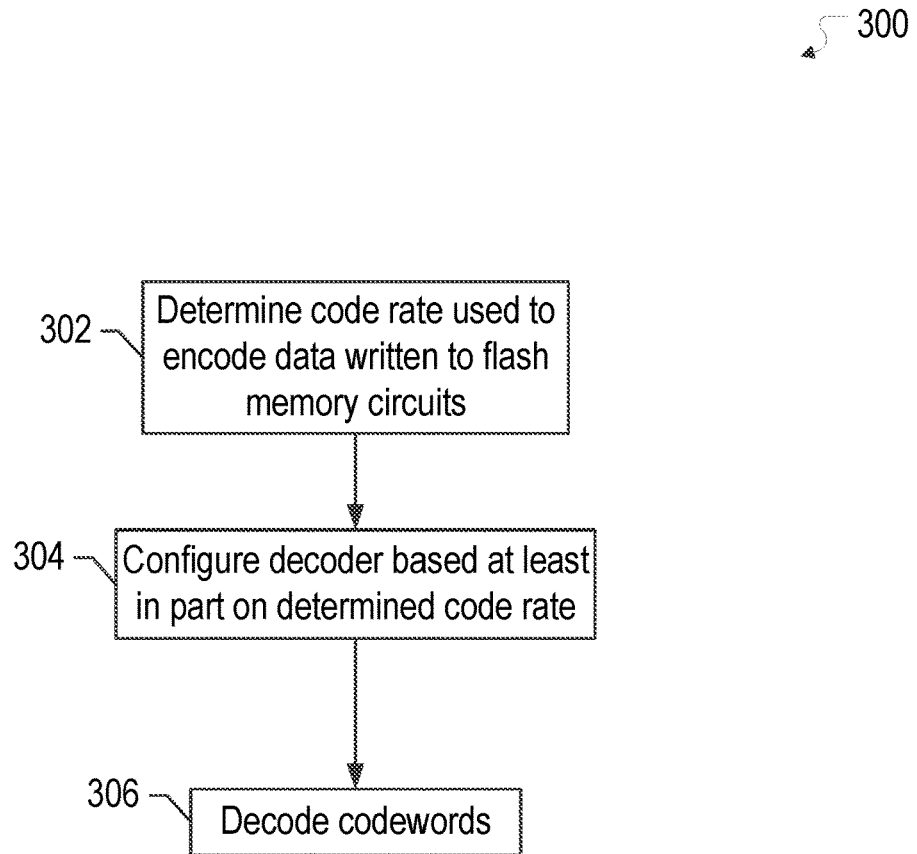 300
302
Determine code rate used to
encode data written to flash
memory circuits
304
Configure decoder based at least
in part on determined code rate
306
Decode codewords